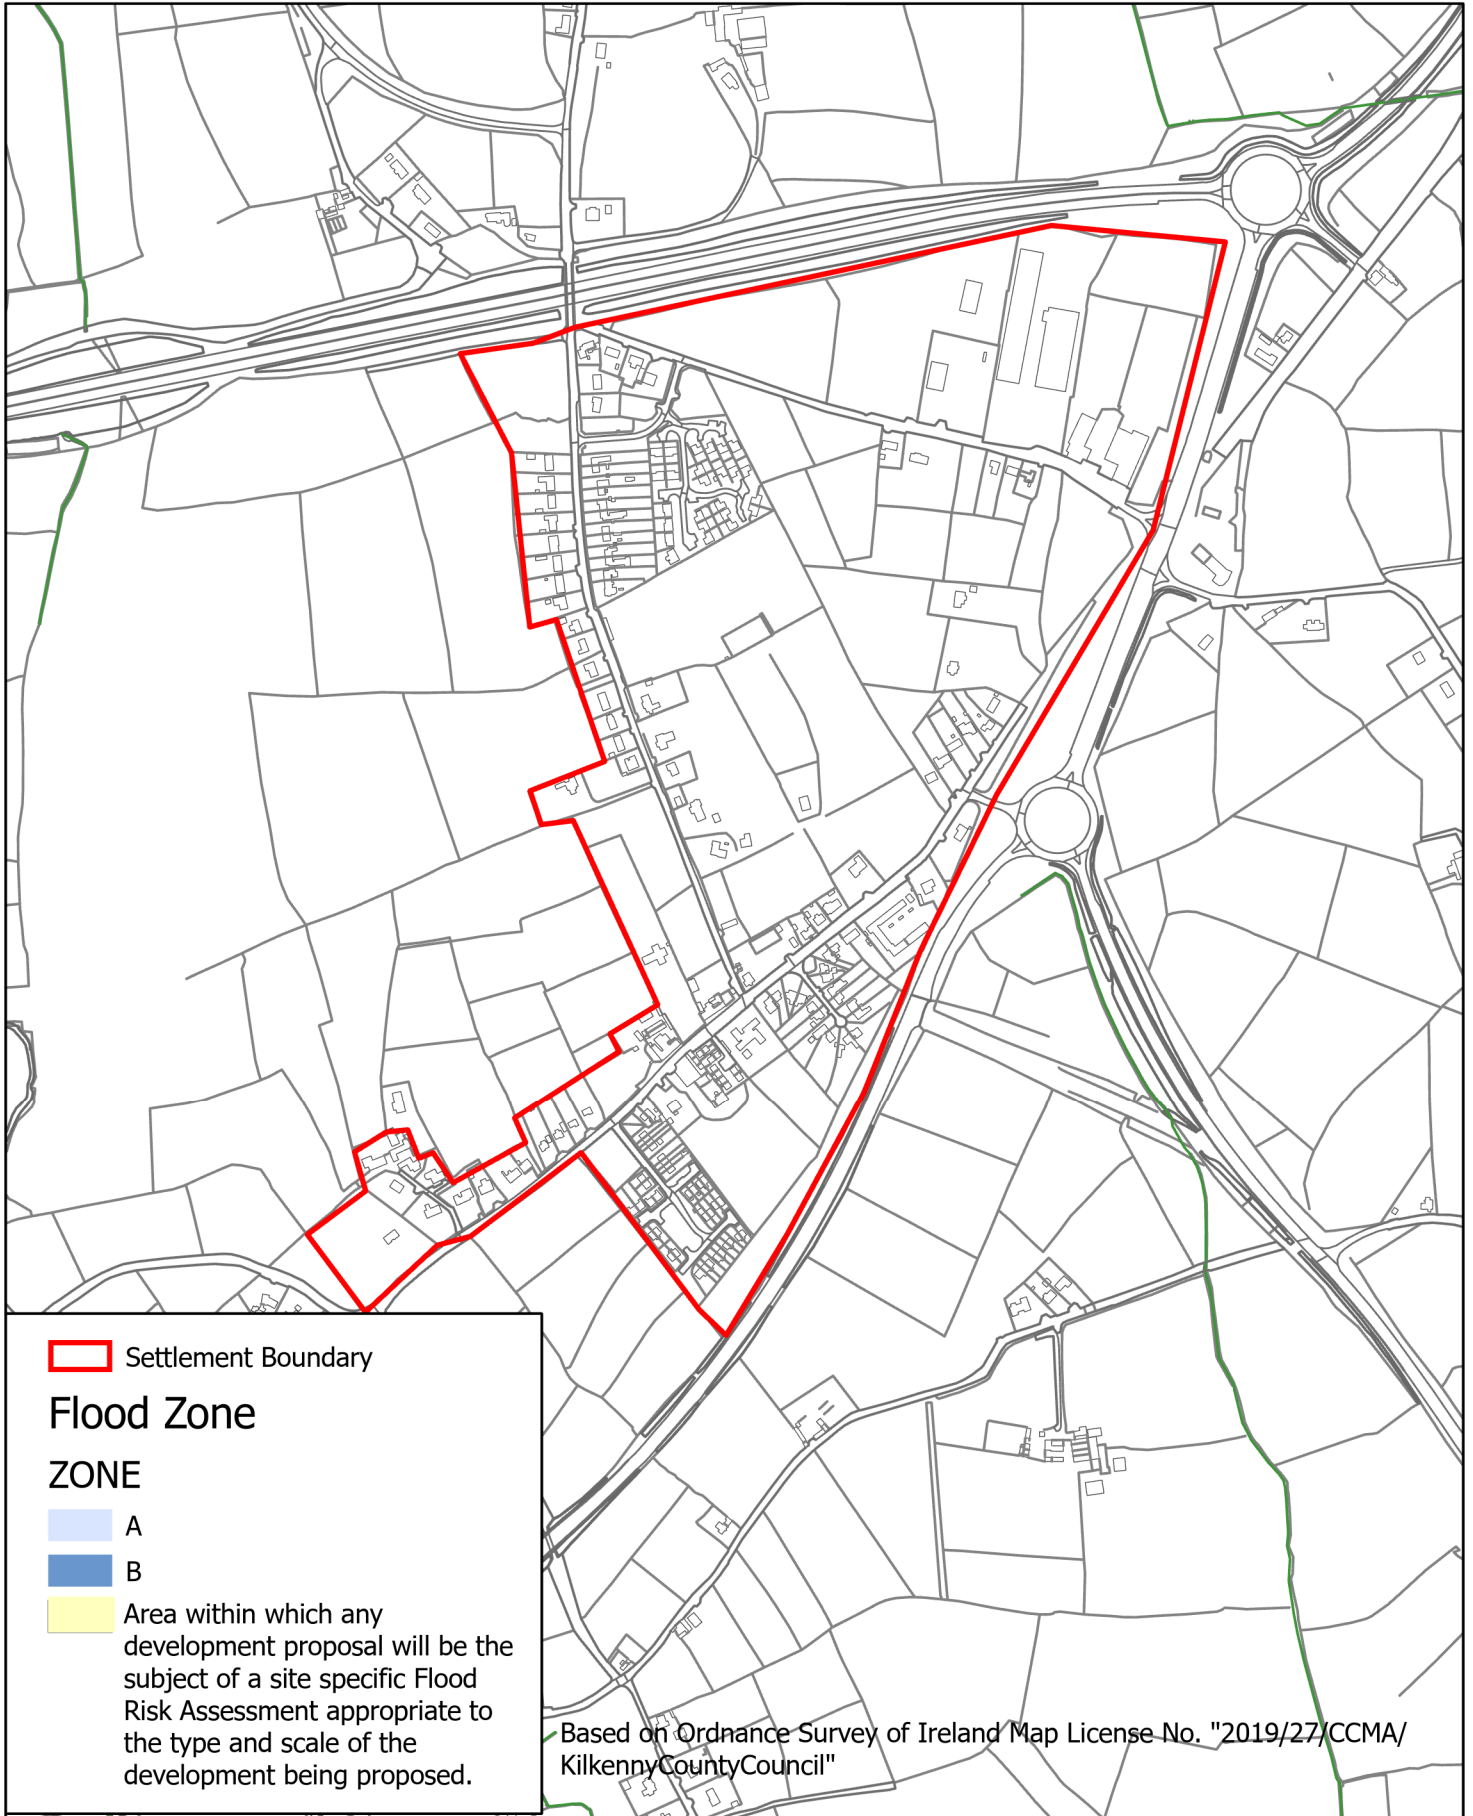 Settlement Boundary
Flood Zone
ZONE
A
B
Area within which any
development proposal will be the
subject of a site specific Flood
Risk Assessment appropriate to
the type and scale of the
development being proposed.
Based on Ordnance Survey of Ireland Map License No. "2019/27/CCMA/
KilkennyCountyCouncil"